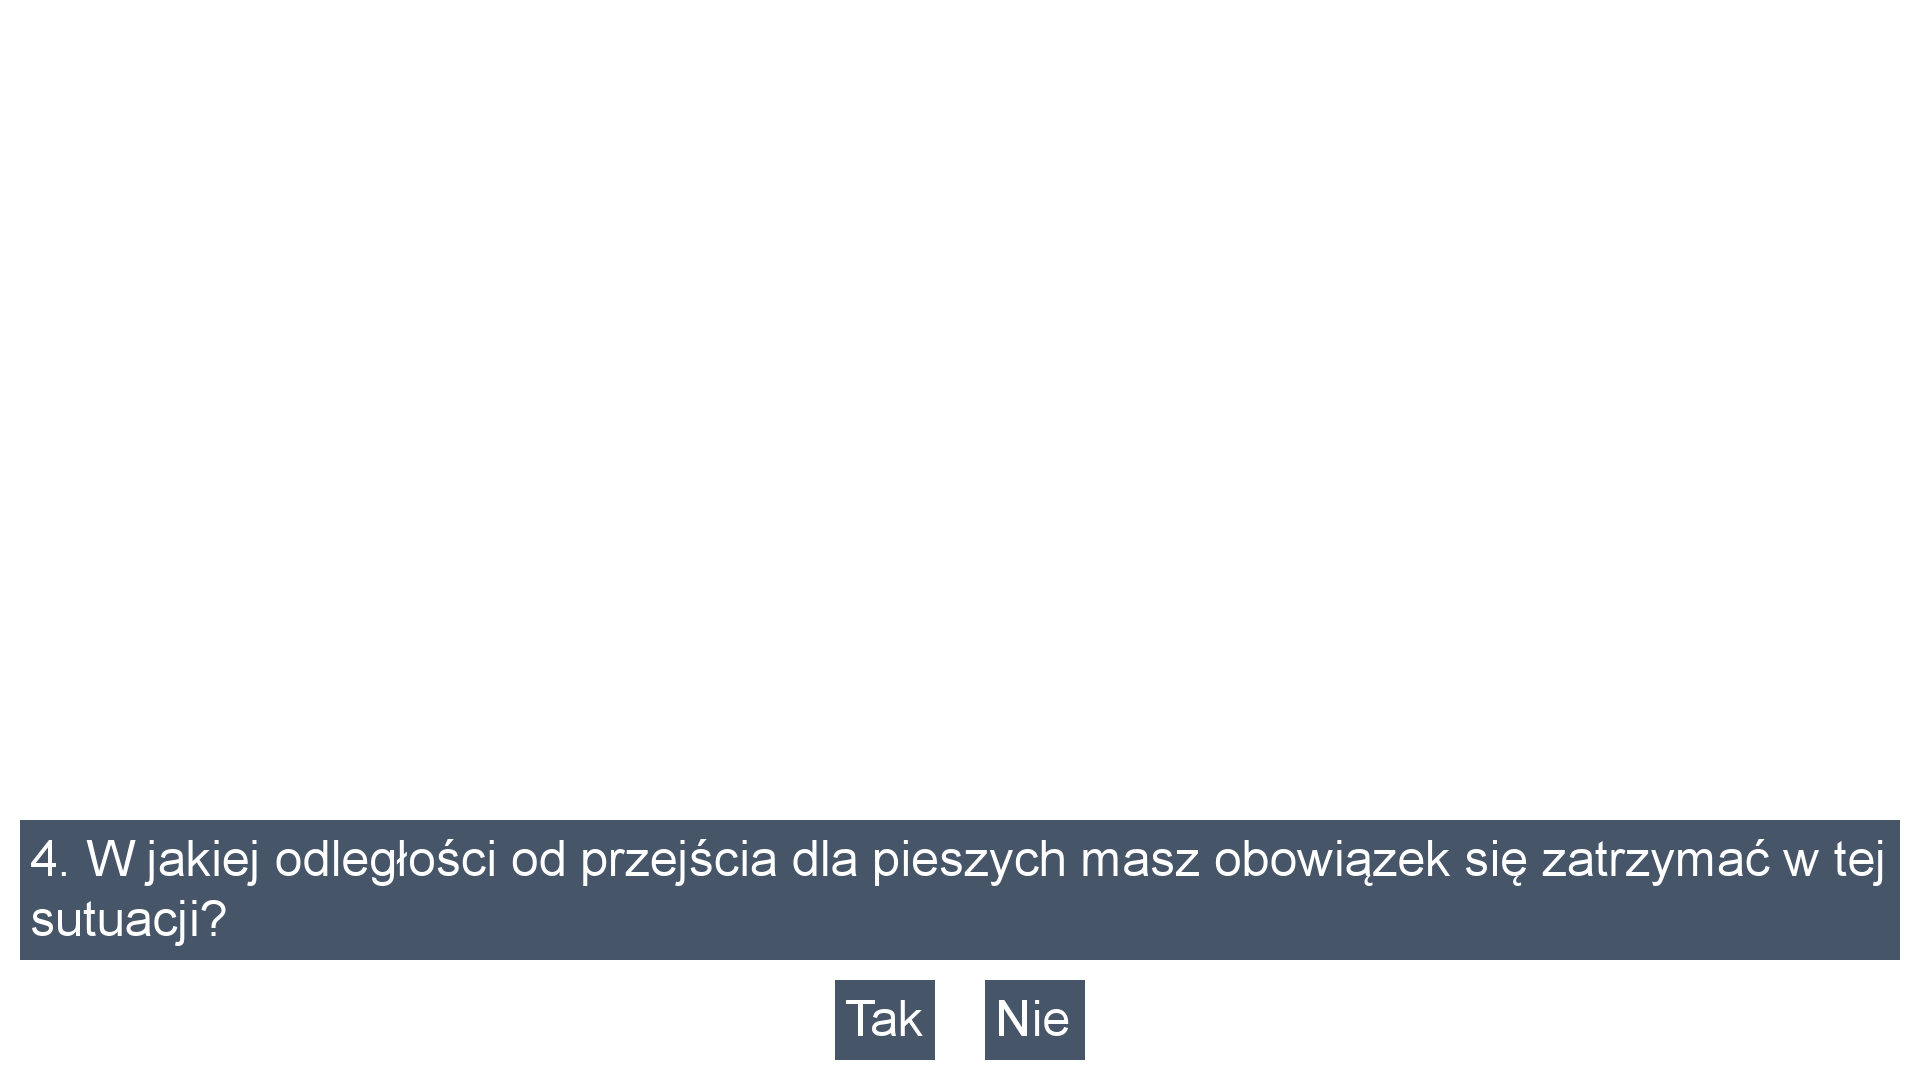 4. W jakiej odległości od przejścia dla pieszych masz obowiązek się zatrzymać w tej
sutuacji?
Tak Nie